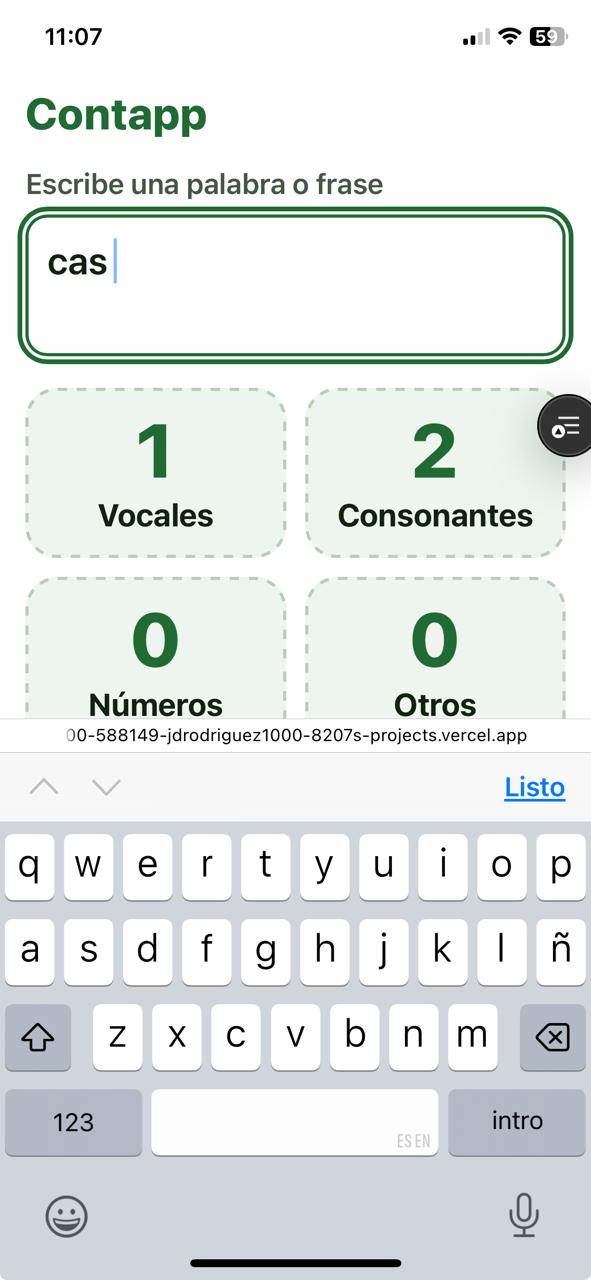 11:07
59
Contapp
Escribe una palabra o frase
cas
1 2
Vocales Consonantes
0 0
Números Otros
00-588149-jdrodriguez1000-8207s-projects.vercel.app
Listo
q w e r t y u i o p
a s d f g h j k l ñ
z x c v b n m
123 ES EN intro